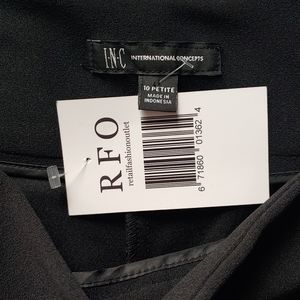 I·N·C INTERNATIONAL CONCEPTS
10 PETITE
MADE IN
INDONESIA
RFO
retailfashionoutlet
6 71860 01362 4